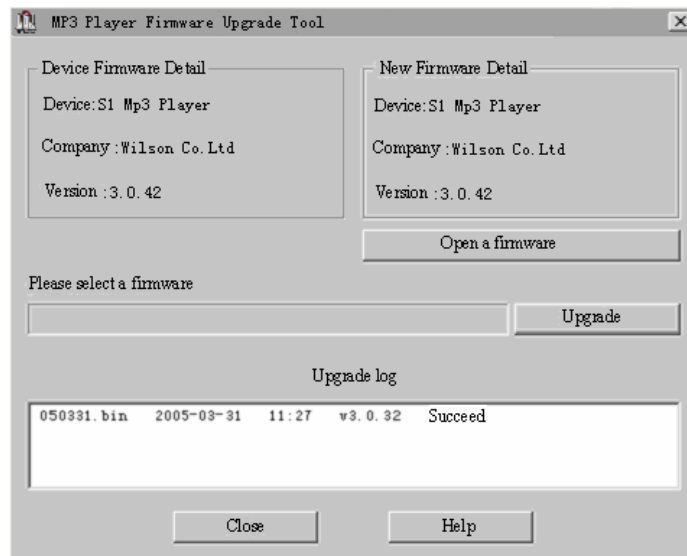 MP3 Player Firmware Upgrade Tool
Device Firmware Detail
Device:S1 Mp3 Player
Company :Wilson Co.Ltd
Version :3.0.42
New Firmware Detail
Device:S1 Mp3 Player
Company :Wilson Co.Ltd
Version :3.0.42
Open a firmware
Please select a firmware
Upgrade
Upgrade log
050331.bin 2005-03-31 11:27 v3.0.32 Succeed
Close
Help